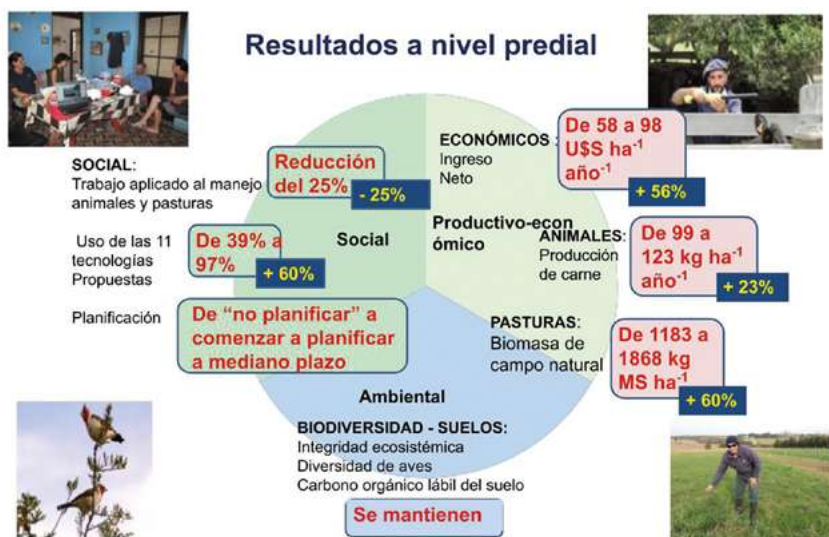 Resultados a nivel predial
SOCIAL:
Trabajo aplicado al manejo
animales y pasturas
Reducción
del 25%
- 25%
Uso de las 11
tecnologías
Propuestas
De 39% a
97%
+ 60%
Planificación
De “no planificar” a
comenzar a planificar
a mediano plazo
Social
ECONÓMICOS :
Ingreso
Neto
De 58 a 98
U$S ha⁻¹
año⁻¹
+ 56%
Productivo-econ
ómico
ANIMALES:
Producción
de carne
De 99 a
123 kg ha⁻¹
año⁻¹
+ 23%
PASTURAS:
Biomasa de
campo natural
De 1183 a
1868 kg
MS ha⁻¹
+ 60%
Ambiental
BIODIVERSIDAD - SUELOS:
Integridad ecosistémica
Diversidad de aves
Carbono orgánico lábil del suelo
Se mantienen